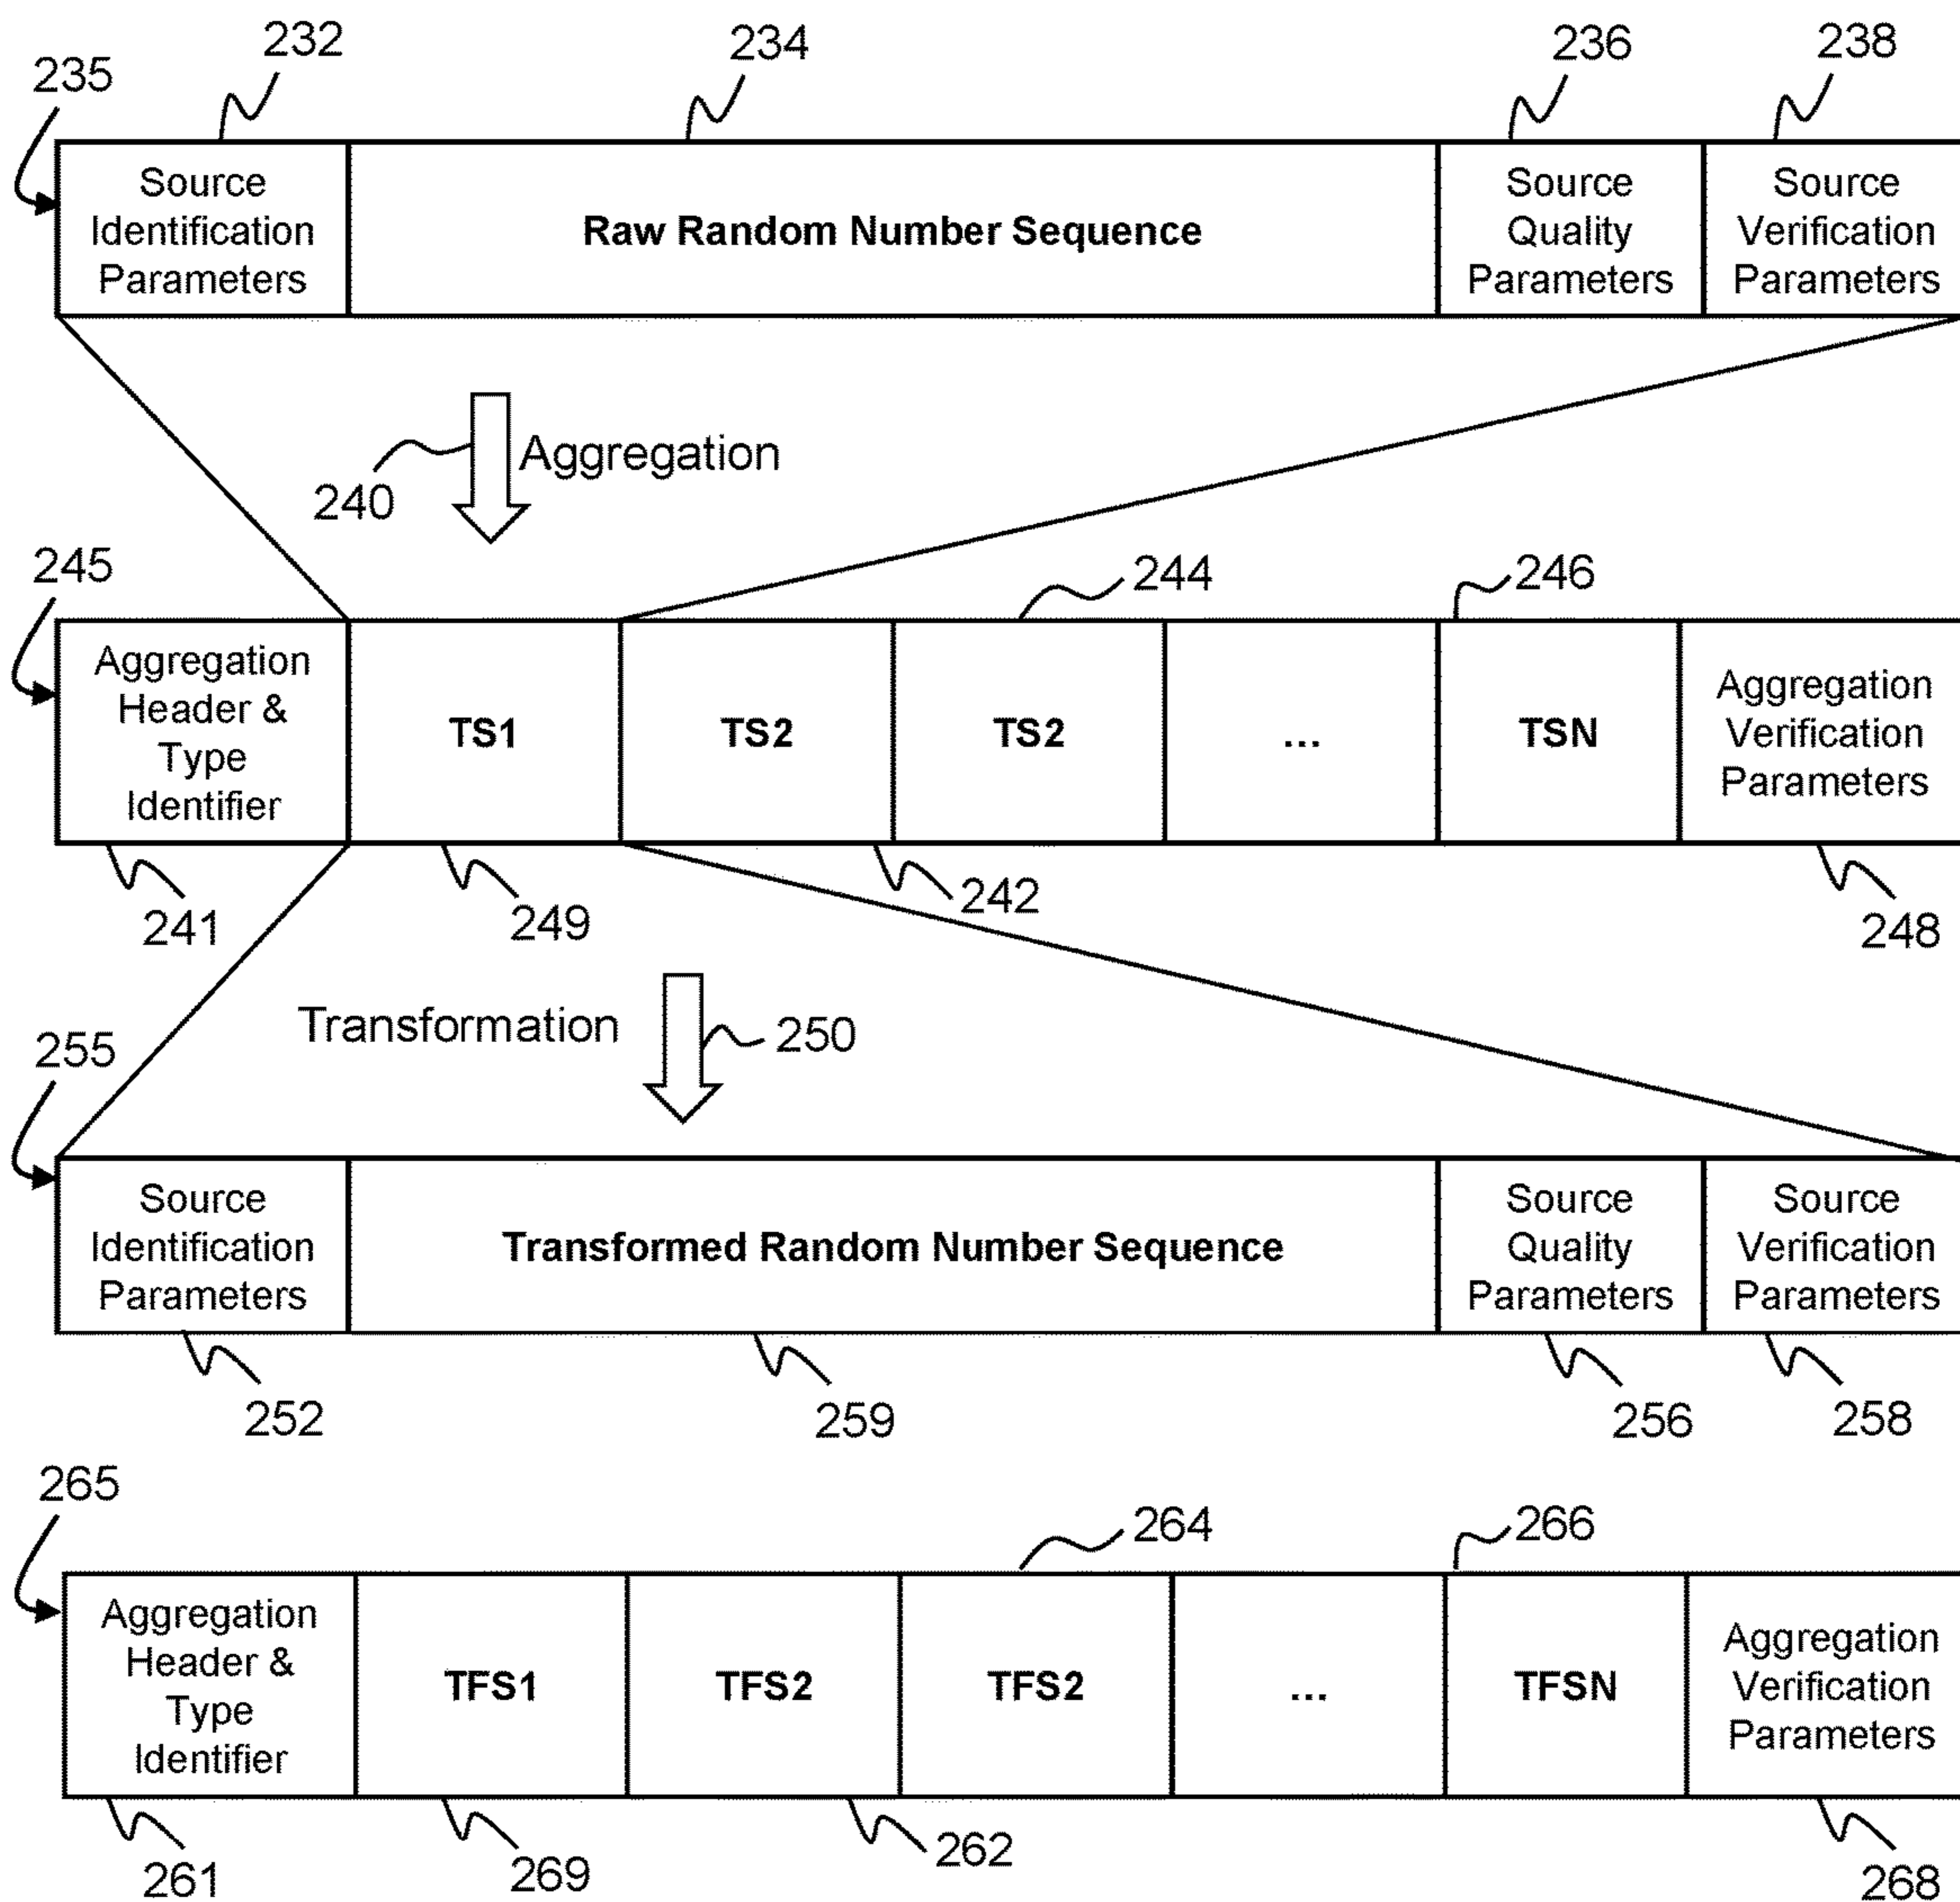 232
234
236
238
235
Source
Identification
Parameters
Raw Random Number Sequence
Source
Quality
Parameters
Source
Verification
Parameters
Aggregation
240
245
244
246
Aggregation
Header &
Type
Identifier
TS1
TS2
TS2
...
TSN
Aggregation
Verification
Parameters
241
249
242
248
Transformation
250
255
Source
Identification
Parameters
Transformed Random Number Sequence
Source
Quality
Parameters
Source
Verification
Parameters
252
259
256
258
265
264
266
Aggregation
Header &
Type
Identifier
TFS1
TFS2
TFS2
...
TFSN
Aggregation
Verification
Parameters
261
269
262
268